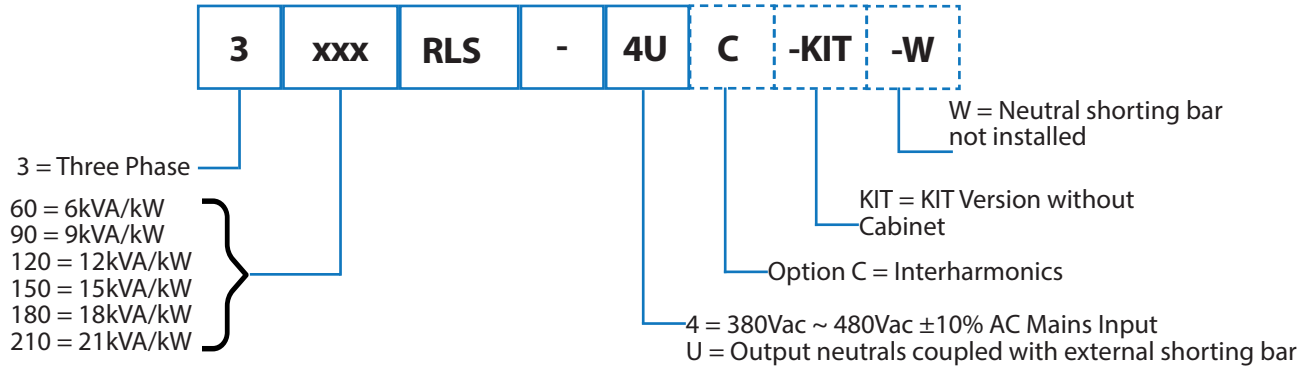 3 xxx RLS - 4U C -KIT -W
W = Neutral shorting bar
not installed
3 = Three Phase
60 = 6kVA/kW
90 = 9kVA/kW
120 = 12kVA/kW
150 = 15kVA/kW
180 = 18kVA/kW
210 = 21kVA/kW
KIT = KIT Version without
Cabinet
Option C = Interharmonics
4 = 380Vac ~ 480Vac ±10% AC Mains Input
U = Output neutrals coupled with external shorting bar